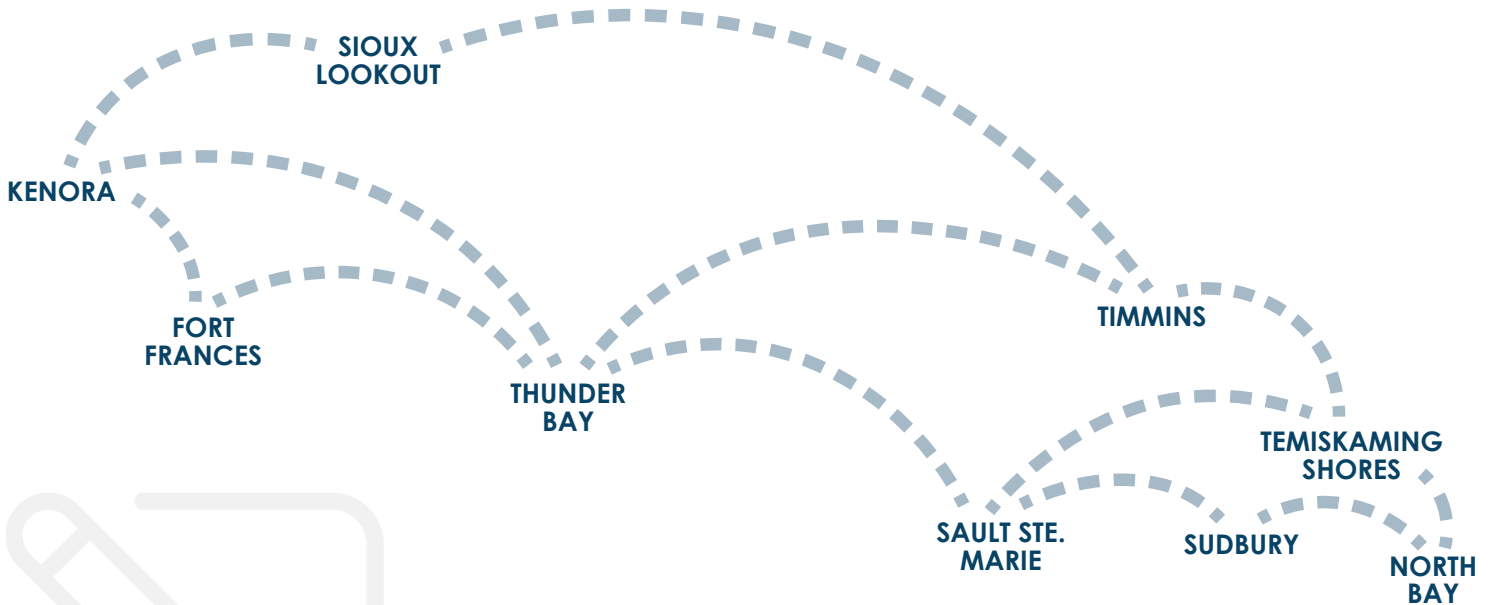 SIOUX
LOOKOUT
KENORA
FORT
FRANCES
THUNDER
BAY
TIMMINS
TEMISKAMING
SHORES
SAULT STE.
MARIE
SUDBURY
NORTH
BAY